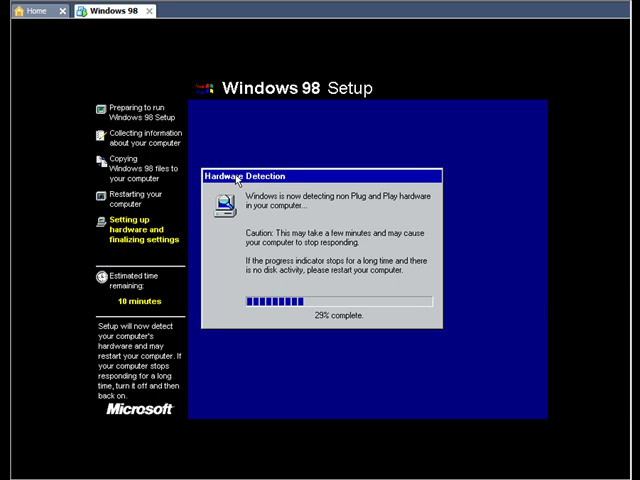 Home
Windows 98
Windows 98 Setup
Preparing to run
Windows 98 Setup
Collecting information
about your computer
Copying
Windows 98 files to
your computer
Restarting your
computer
Setting up
hardware and
finalizing settings
Estimated time
remaining:
10 minutes
Setup will now detect
your computer's
hardware and may
restart your computer. If
your computer stops
responding for a long
time, turn it off and then
back on.
Microsoft
Hardware Detection
Windows is now detecting non Plug and Play hardware
in your computer...
Caution: This may take a few minutes and may cause
your computer to stop responding.
If the progress indicator stops for a long time and there
is no disk activity, please restart your computer.
29% complete.